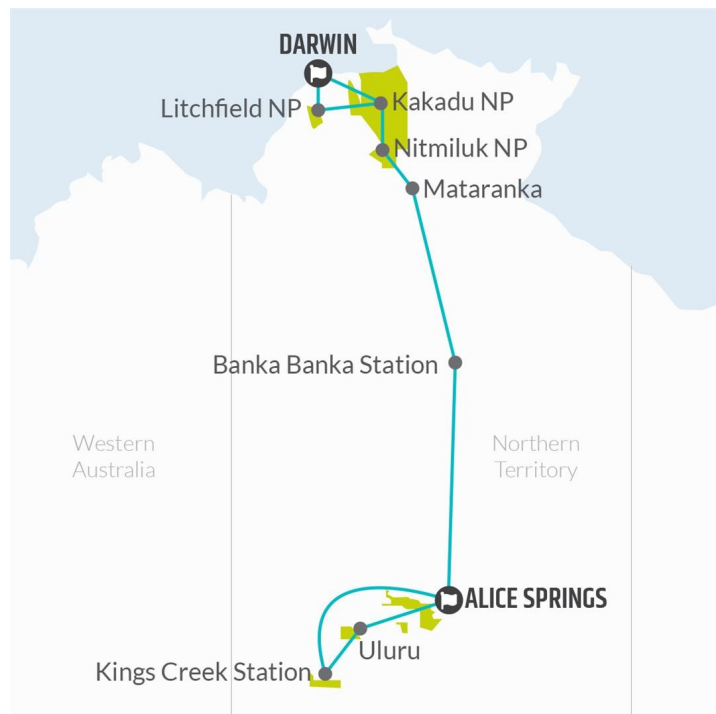 DARWIN
Litchfield NP
Kakadu NP
Nitmiluk NP
Mataranka
Banka Banka Station
Western
Australia
Northern
Territory
ALICE SPRINGS
Uluru
Kings Creek Station